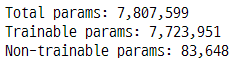 Total params: 7,807,599
Trainable params: 7,723,951
Non-trainable params: 83,648